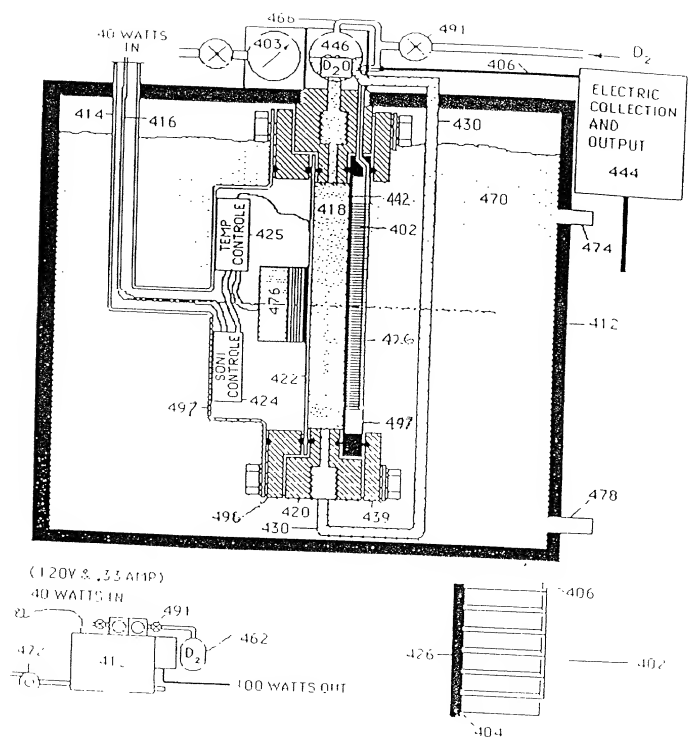 466
40 WATTS
IN
403
446
D₂O
491
D₂
406
ELECTRIC
COLLECTION
AND
OUTPUT
444
414
416
430
418
442
470
402
474
TEMP
CONTROLE
425
476
412
426
SONI
CONTROLE
422
424
497
497
478
496
420
439
430
(120V & .33 AMP)
40 WATTS IN
491
462
D₂
472
400 WATTS OUT
406
426
402
404